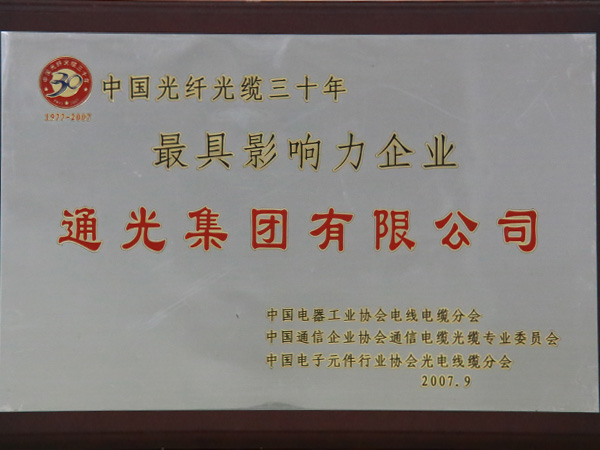 30
1977-2007
中国光纤光缆三十年
最具影响力企业
通光集团有限公司
中国电器工业协会电线电缆分会
中国通信企业协会通信电缆光缆专业委员会
中国电子元件行业协会光电线缆分会
2007.9